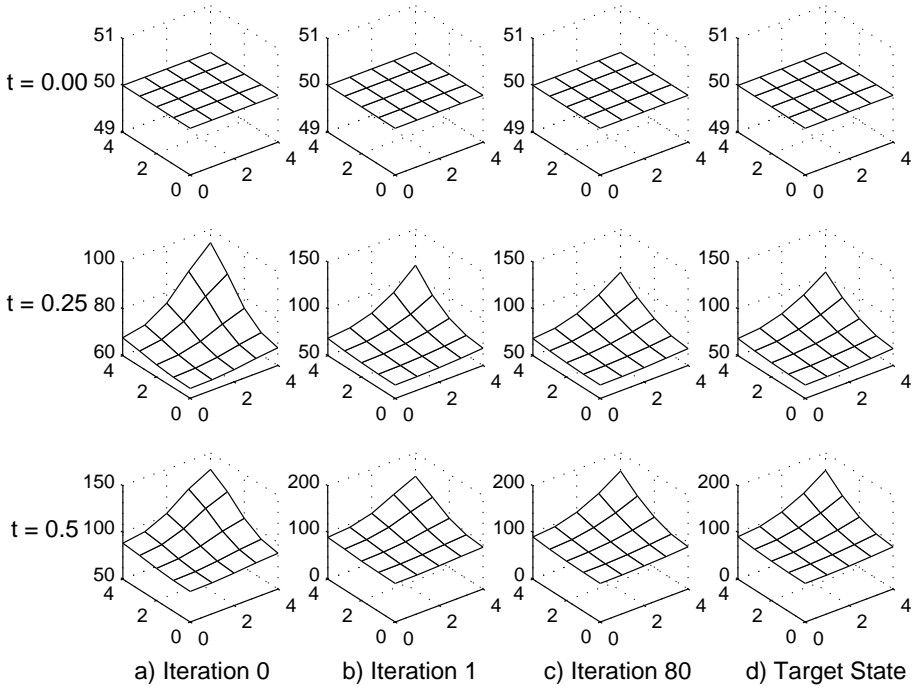 51 51 51 51
t = 0.00 50 50 50 50
49 49 49 49
4 4 4 4
2 4 2 4 2 4 2 4
0 0 2 0 0 2 0 0 2 0 0 2
100 150 150 150
t = 0.25 80 100 100 100
60 50 50 50
4 4 4 4
2 4 2 4 2 4 2 4
0 0 2 0 0 2 0 0 2 0 0 2
150 200 200 200
t = 0.5 100 100 100 100
50 0 0 0
4 4 4 4
2 4 2 4 2 4 2 4
0 0 2 0 0 2 0 0 2 0 0 2
a) Iteration 0 b) Iteration 1 c) Iteration 80 d) Target State